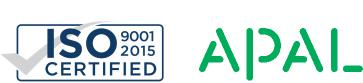 ISO 9001
2015
CERTIFIED
APAL